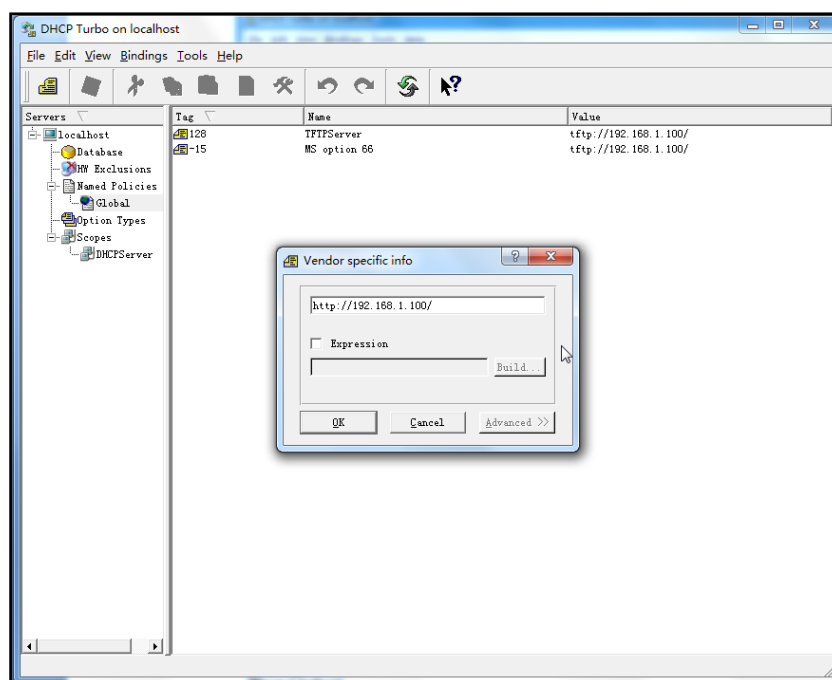 DHCP Turbo on localhost
File Edit View Bindings Tools Help
Servers
Tag Name Value
localhost
128 TFTPServer tftp://192.168.1.100/
Database
-15 MS option 66 tftp://192.168.1.100/
HW Exclusions
Named Policies
Global
Option Types
Scopes
DHCPServer
Vendor specific info
http://192.168.1.100/
Expression
Build...
OK Cancel Advanced >>